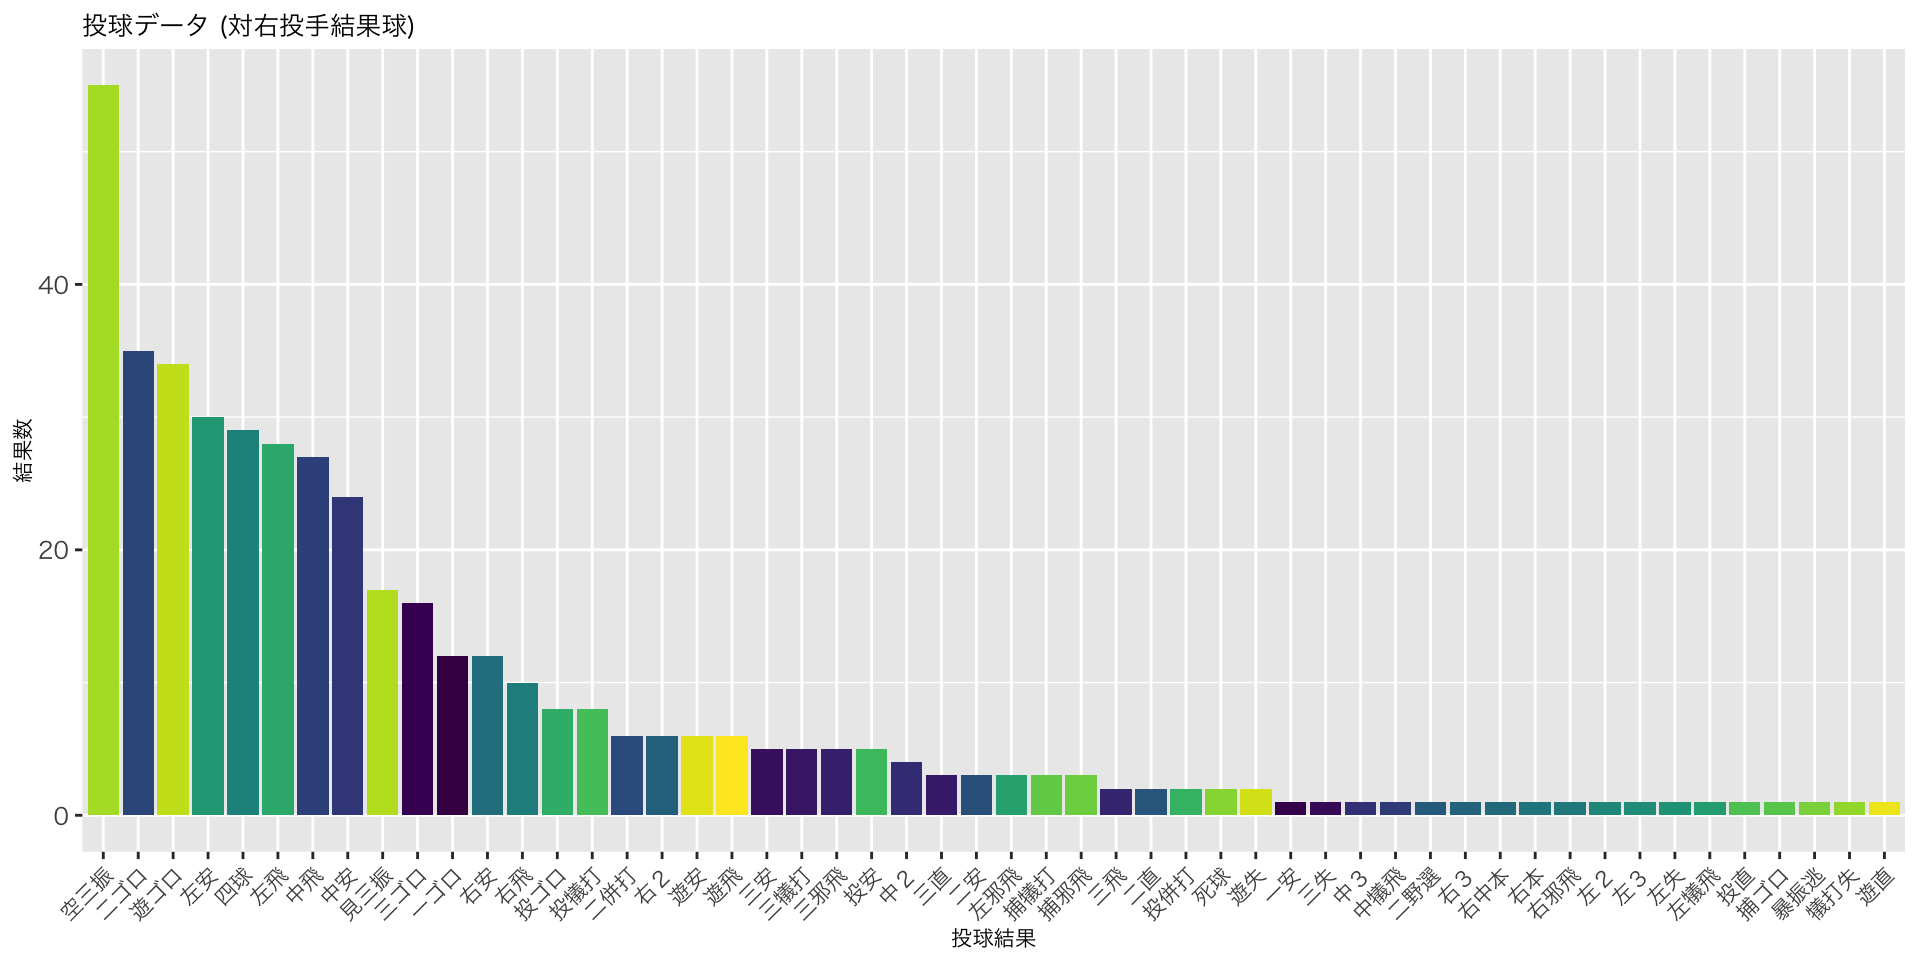 投球データ (対右投手結果球)
結果数
40
20
0
空三振
二ゴロ
遊ゴロ
左安
四球
左飛
中飛
中安
見三振
三ゴロ
一ゴロ
右安
右飛
投ゴロ
投犠打
二併打
右２
遊安
遊飛
三安
三犠打
三邪飛
投安
中２
三直
二安
左邪飛
捕犠打
捕邪飛
三飛
二直
投併打
死球
遊失
一安
三失
中３
中犠飛
二野選
右３
右中本
右本
右邪飛
左２
左３
左失
左犠飛
投直
捕ゴロ
暴振逃
犠打失
遊直
投球結果